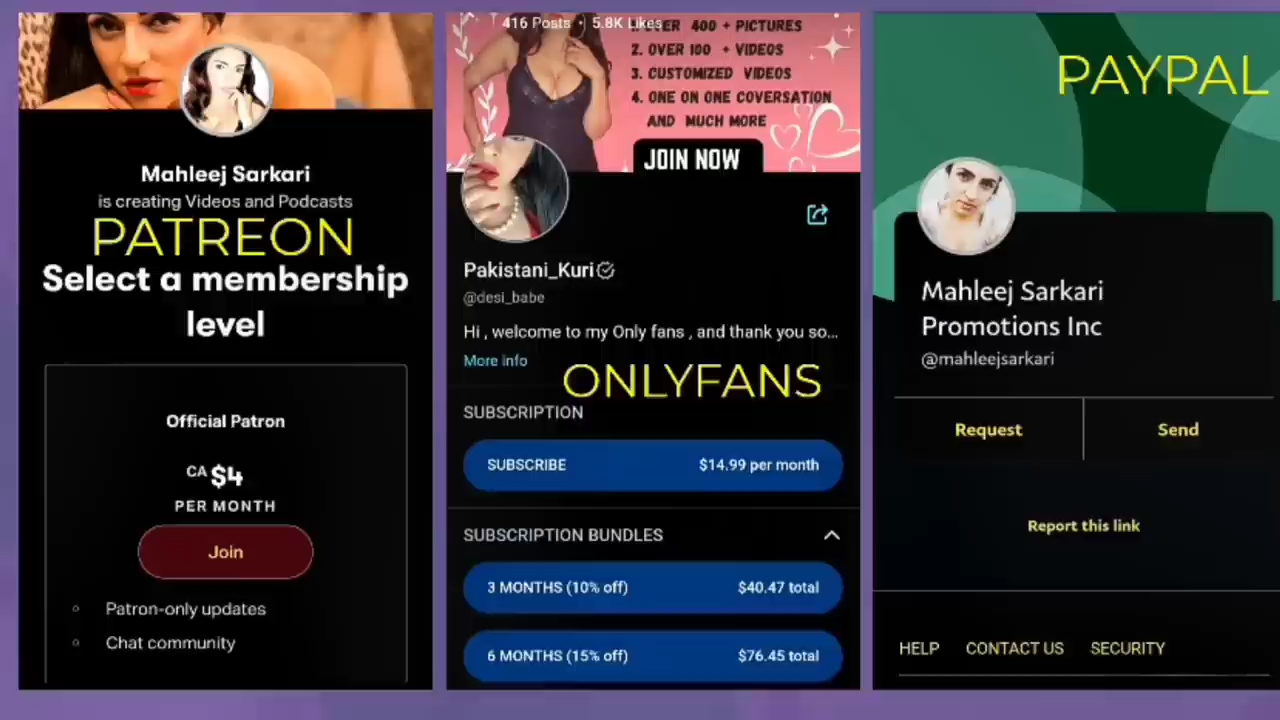 Mahleej Sarkari
is creating Videos and Podcasts
PATREON
Select a membership
level
Official Patron
CA $4
PER MONTH
Join
Patron-only updates
Chat community
416 Posts • 5.8K Likes
1. OVER 400 + PICTURES
2. OVER 100 + VIDEOS
3. CUSTOMIZED VIDEOS
4. ONE ON ONE COVERSATION
AND MUCH MORE
JOIN NOW
Pakistani_Kuri
@desi_babe
Hi , welcome to my Only fans , and thank you so...
More info
ONLYFANS
SUBSCRIPTION
SUBSCRIBE $14.99 per month
SUBSCRIPTION BUNDLES
3 MONTHS (10% off) $40.47 total
6 MONTHS (15% off) $76.45 total
PAYPAL
Mahleej Sarkari
Promotions Inc
@mahleejsarkari
Request Send
Report this link
HELP CONTACT US SECURITY